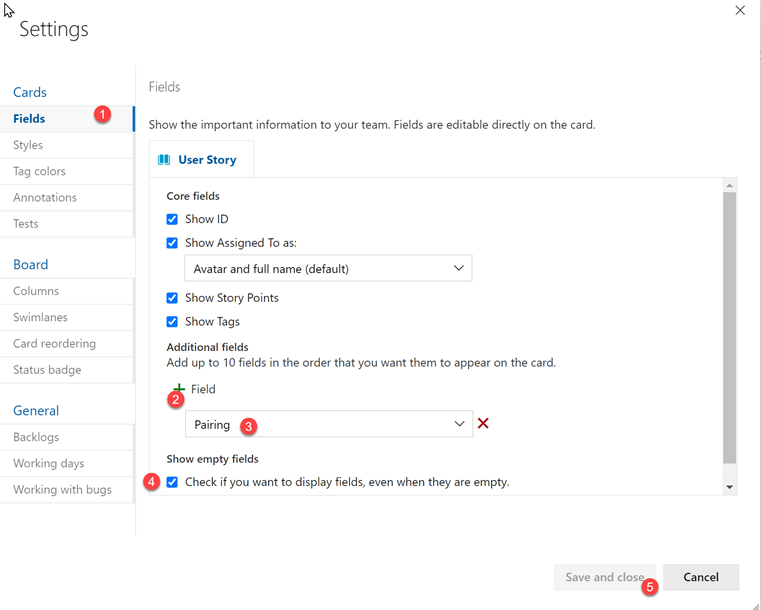 Settings
Cards
Fields 1
Styles
Tag colors
Annotations
Tests
Board
Columns
Swimlanes
Card reordering
Status badge
General
Backlogs
Working days
Working with bugs
Fields
Show the important information to your team. Fields are editable directly on the card.
User Story
Core fields
Show ID
Show Assigned To as:
Avatar and full name (default)
Show Story Points
Show Tags
Additional fields
Add up to 10 fields in the order that you want them to appear on the card.
Field
2
Pairing 3
Show empty fields
4 Check if you want to display fields, even when they are empty.
Save and close 5 Cancel